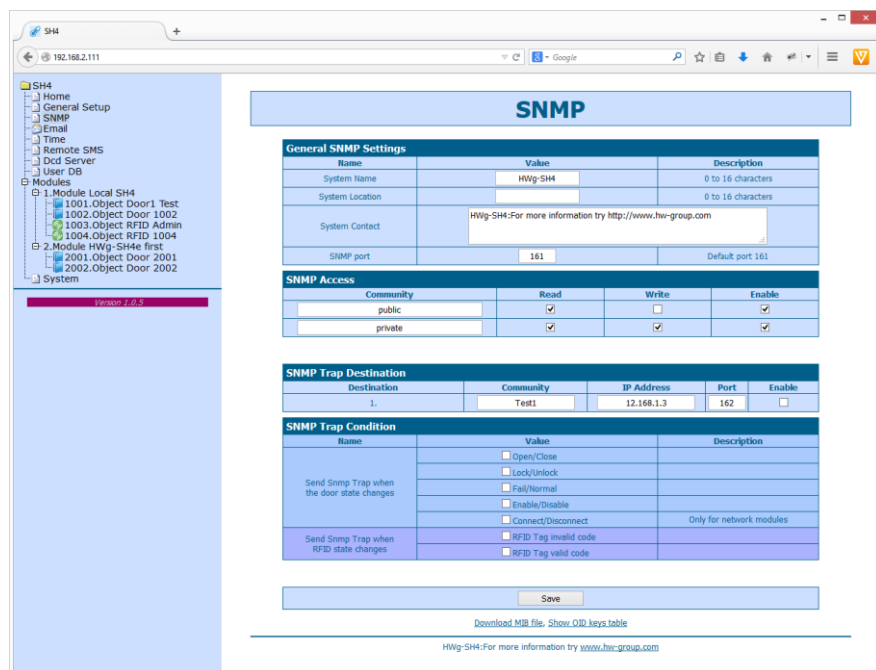 SH4
192.168.2.111
Google
SH4
Home
General Setup
SNMP
Email
Time
Remote SMS
Dcd Server
User DB
Modules
1.Module Local SH4
1001.Object Door1 Test
1002.Object Door 1002
1003.Object RFID Admin
1004.Object RFID 1004
2.Module HWg-SH4e first
2001.Object Door 2001
2002.Object Door 2002
System
Version 1.0.5
SNMP
General SNMP Settings
Name Value Description
System Name HWg-SH4 0 to 16 characters
System Location 0 to 16 characters
System Contact HWg-SH4:For more information try http://www.hw-group.com
SNMP port 161 Default port 161
SNMP Access
Community Read Write Enable
public
private
SNMP Trap Destination
Destination Community IP Address Port Enable
1. Test1 12.168.1.3 162
SNMP Trap Condition
Name Value Description
Send Snmp Trap when
the door state changes
Open/Close
Lock/Unlock
Fail/Normal
Enable/Disable
Connect/Disconnect Only for network modules
Send Snmp Trap when
RFID state changes
RFID Tag invalid code
RFID Tag valid code
Save
Download MIB file, Show OID keys table
HWg-SH4:For more information try www.hw-group.com